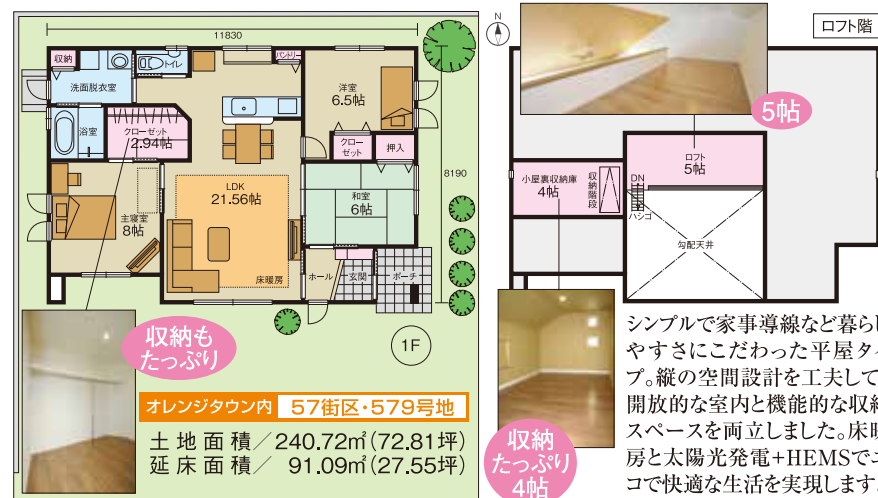 11830
収納
洗面脱衣室
トイレ
パントリー
洋室
6.5帖
浴室
クローゼット
2.94帖
クロー
ゼット
押入
8190
LDK
21.56帖
和室
6帖
主寝室
8帖
床暖房
ホール
玄関
ポーチ
1F
収納も
たっぷり
オレンジタウン内 57街区・579号地
土地面積／240.72㎡(72.81坪)
延床面積／ 91.09㎡(27.55坪)
N
ロフト階
5帖
ロフト
5帖
小屋裏収納庫
4帖
収納階段
DN
ハシゴ
勾配天井
収納
たっぷり
4帖
シンプルで家事導線など暮らし
やすさにこだわった平屋タイ
プ。縦の空間設計を工夫して、
開放的な室内と機能的な収納
スペースを両立しました。床暖
房と太陽光発電+HEMSでエ
コで快適な生活を実現します。